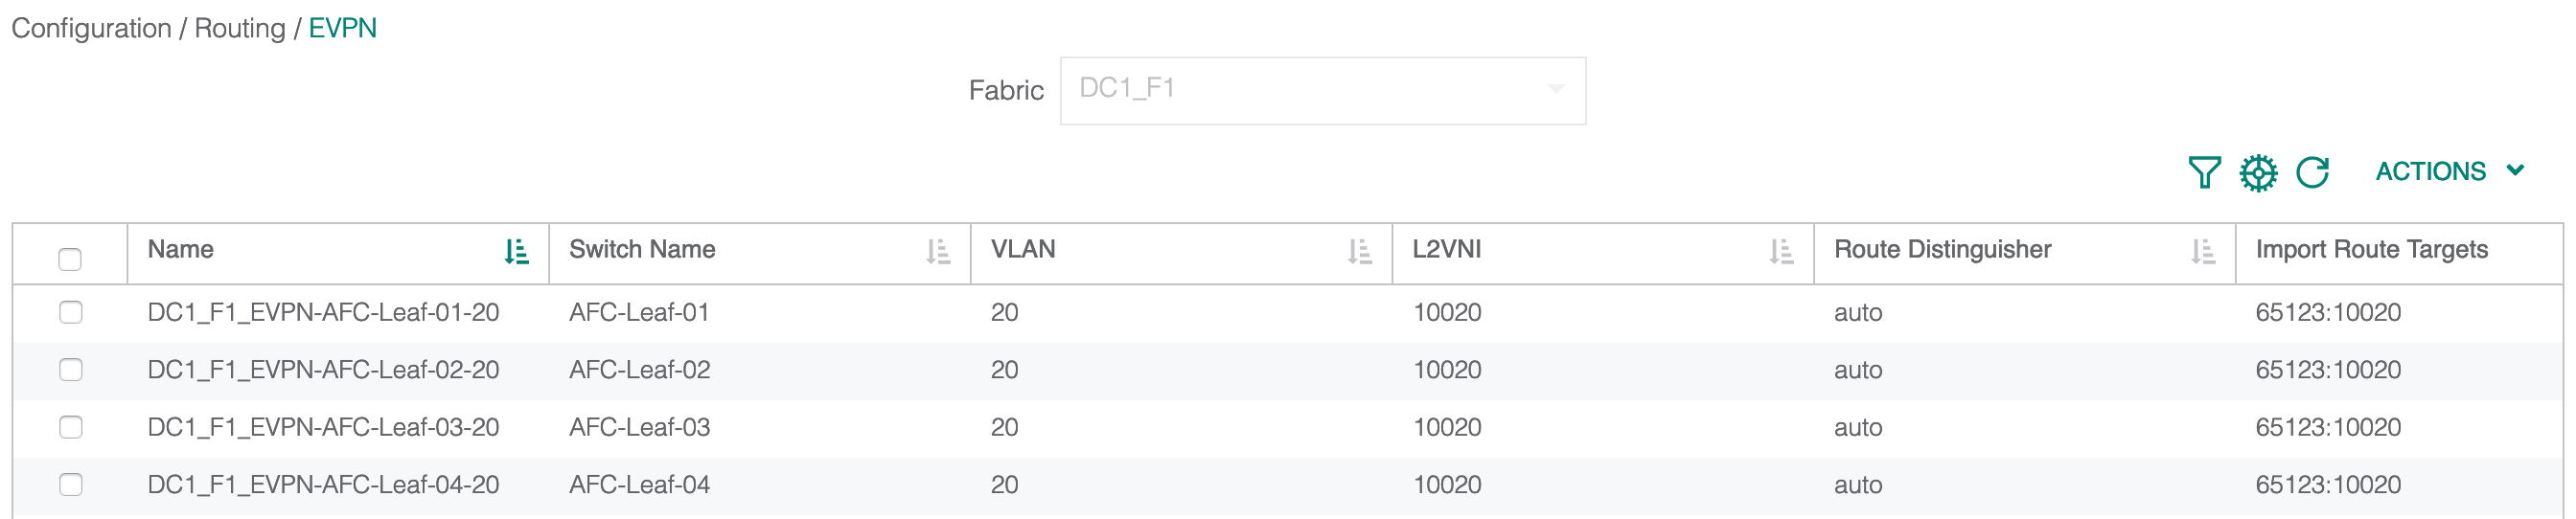 Configuration / Routing / EVPN
Fabric DC1_F1
ACTIONS
Name Switch Name VLAN L2VNI Route Distinguisher Import Route Targets
DC1_F1_EVPN-AFC-Leaf-01-20 AFC-Leaf-01 20 10020 auto 65123:10020
DC1_F1_EVPN-AFC-Leaf-02-20 AFC-Leaf-02 20 10020 auto 65123:10020
DC1_F1_EVPN-AFC-Leaf-03-20 AFC-Leaf-03 20 10020 auto 65123:10020
DC1_F1_EVPN-AFC-Leaf-04-20 AFC-Leaf-04 20 10020 auto 65123:10020